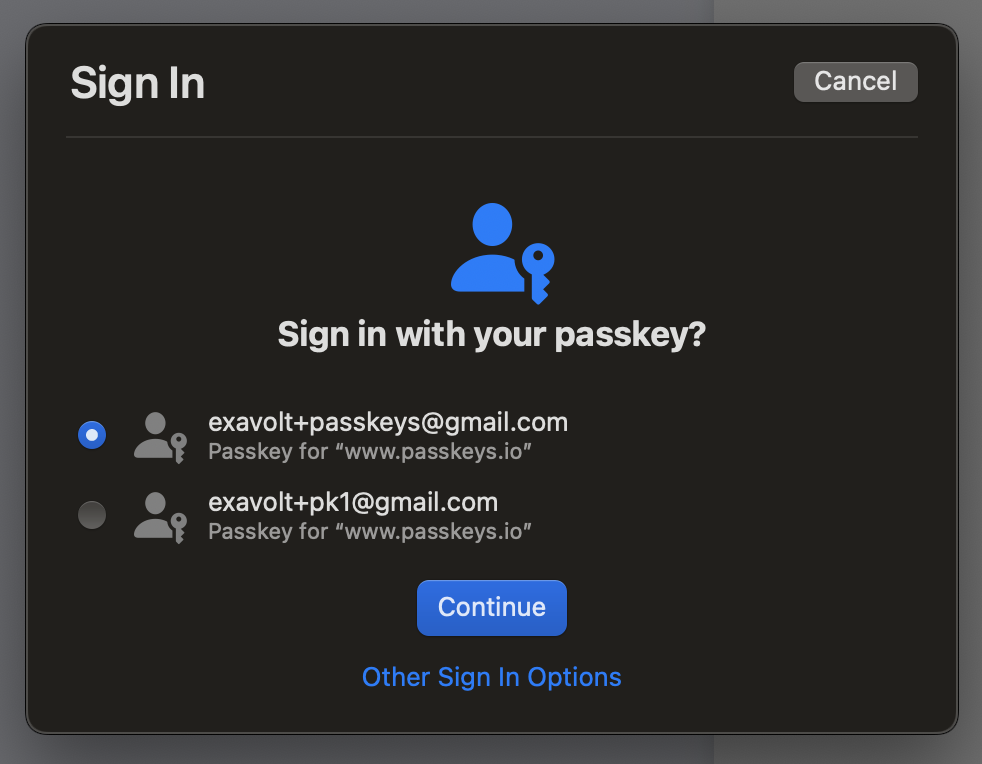 Sign In
Cancel
Sign in with your passkey?
exavolt+passkeys@gmail.com
Passkey for “www.passkeys.io”
exavolt+pk1@gmail.com
Passkey for “www.passkeys.io”
Continue
Other Sign In Options